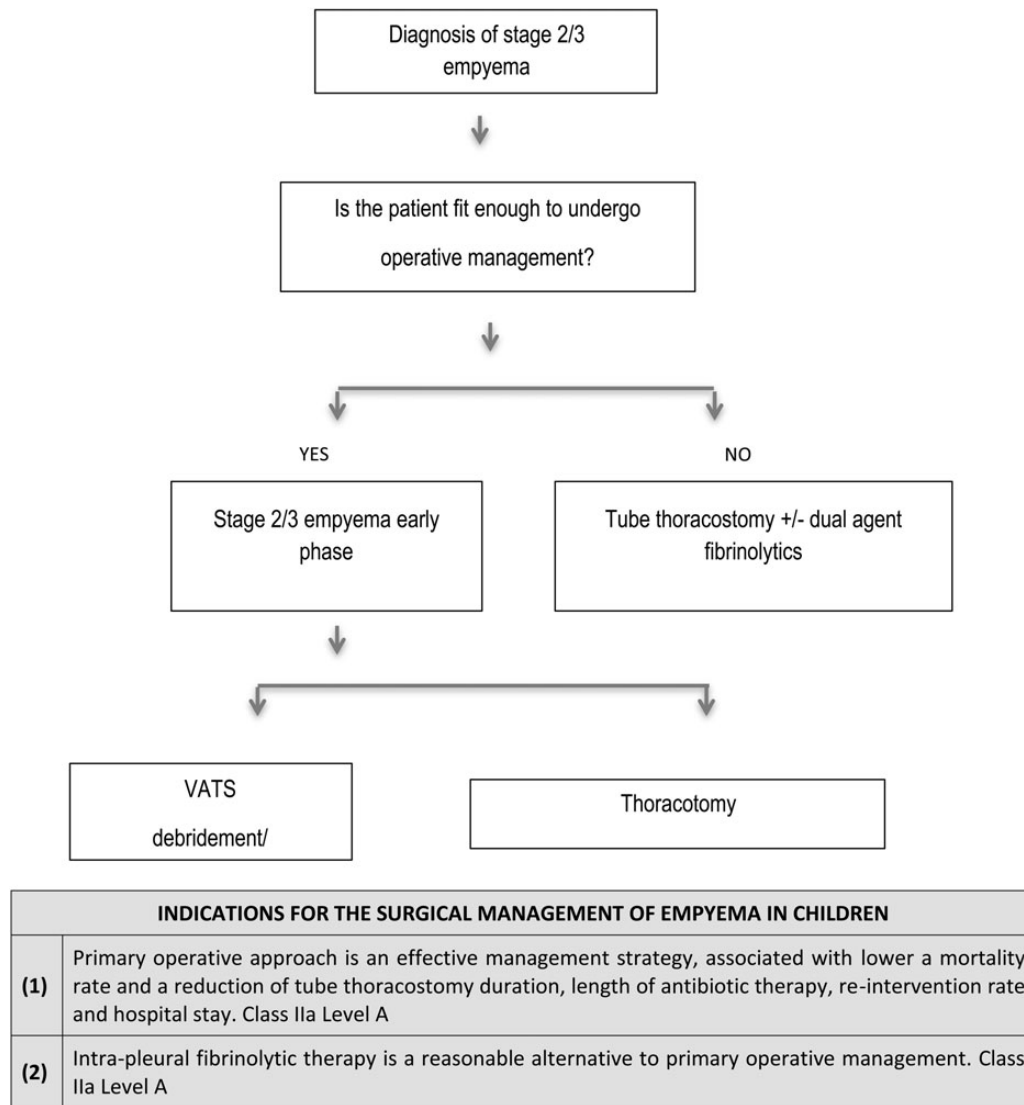 Diagnosis of stage 2/3
empyema
Is the patient fit enough to undergo
operative management?
YES
NO
Stage 2/3 empyema early
phase
Tube thoracostomy +/- dual agent
fibrinolytics
VATS
debridement/
Thoracotomy
INDICATIONS FOR THE SURGICAL MANAGEMENT OF EMPYEMA IN CHILDREN
(1)
Primary operative approach is an effective management strategy, associated with lower a mortality
rate and a reduction of tube thoracostomy duration, length of antibiotic therapy, re-intervention rate
and hospital stay. Class IIa Level A
(2)
Intra-pleural fibrinolytic therapy is a reasonable alternative to primary operative management. Class
IIa Level A